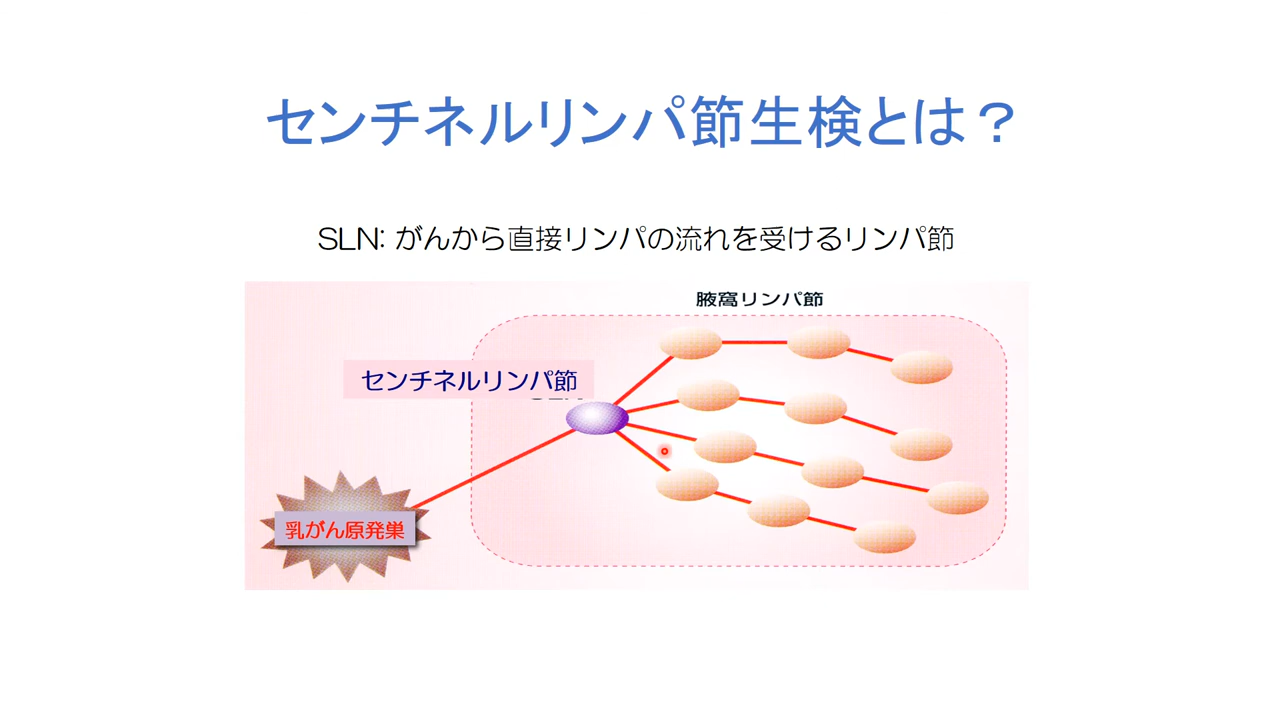 センチネルリンパ節生検とは？
SLN: がんから直接リンパの流れを受けるリンパ節
腋窩リンパ節
センチネルリンパ節
乳がん原発巣